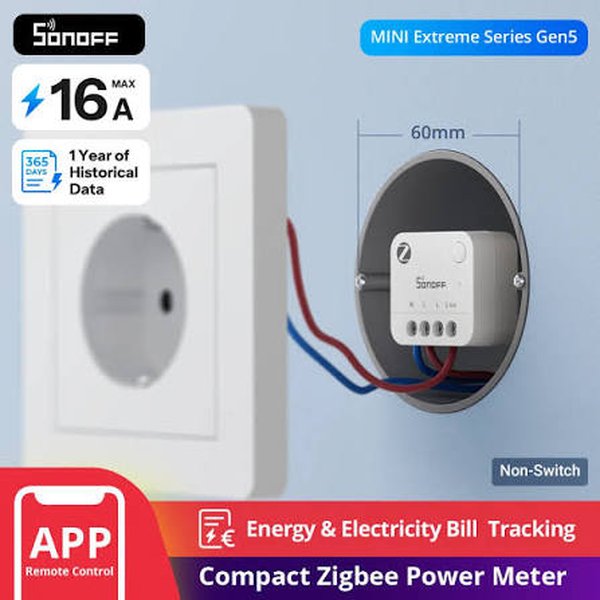 SONOFF
MINI Extreme Series Gen5
16 MAX A
365 DAYS
1 Year of
Historical
Data
60mm
Z
SONOFF
N L L
Non-Switch
APP
Remote Control
€
Energy & Electricity Bill Tracking
Compact Zigbee Power Meter